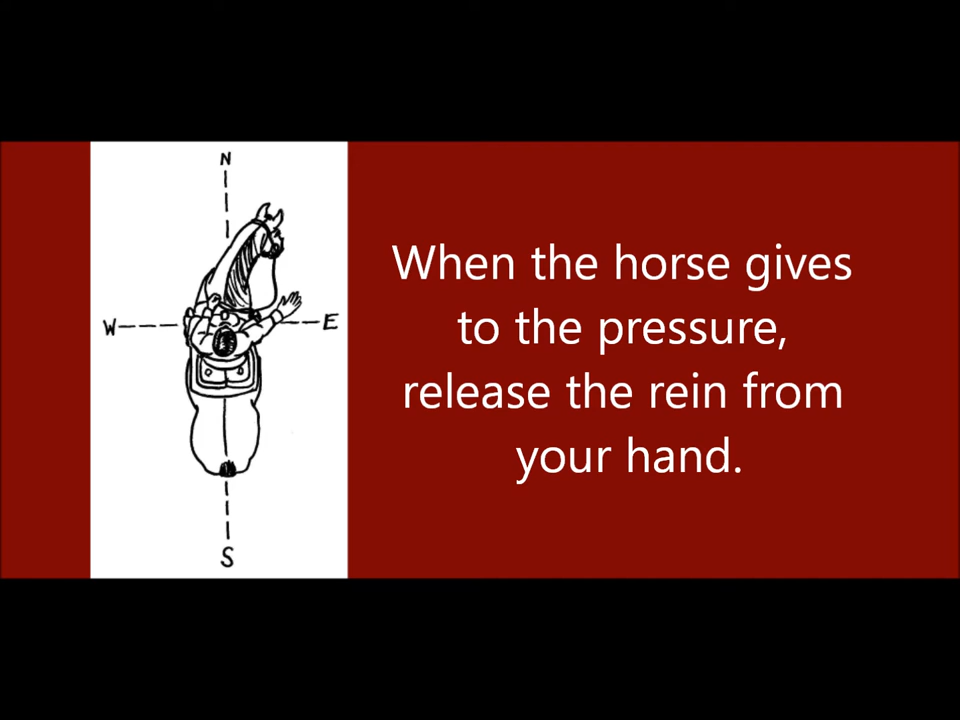 N
W
E
S
When the horse gives
to the pressure,
release the rein from
your hand.